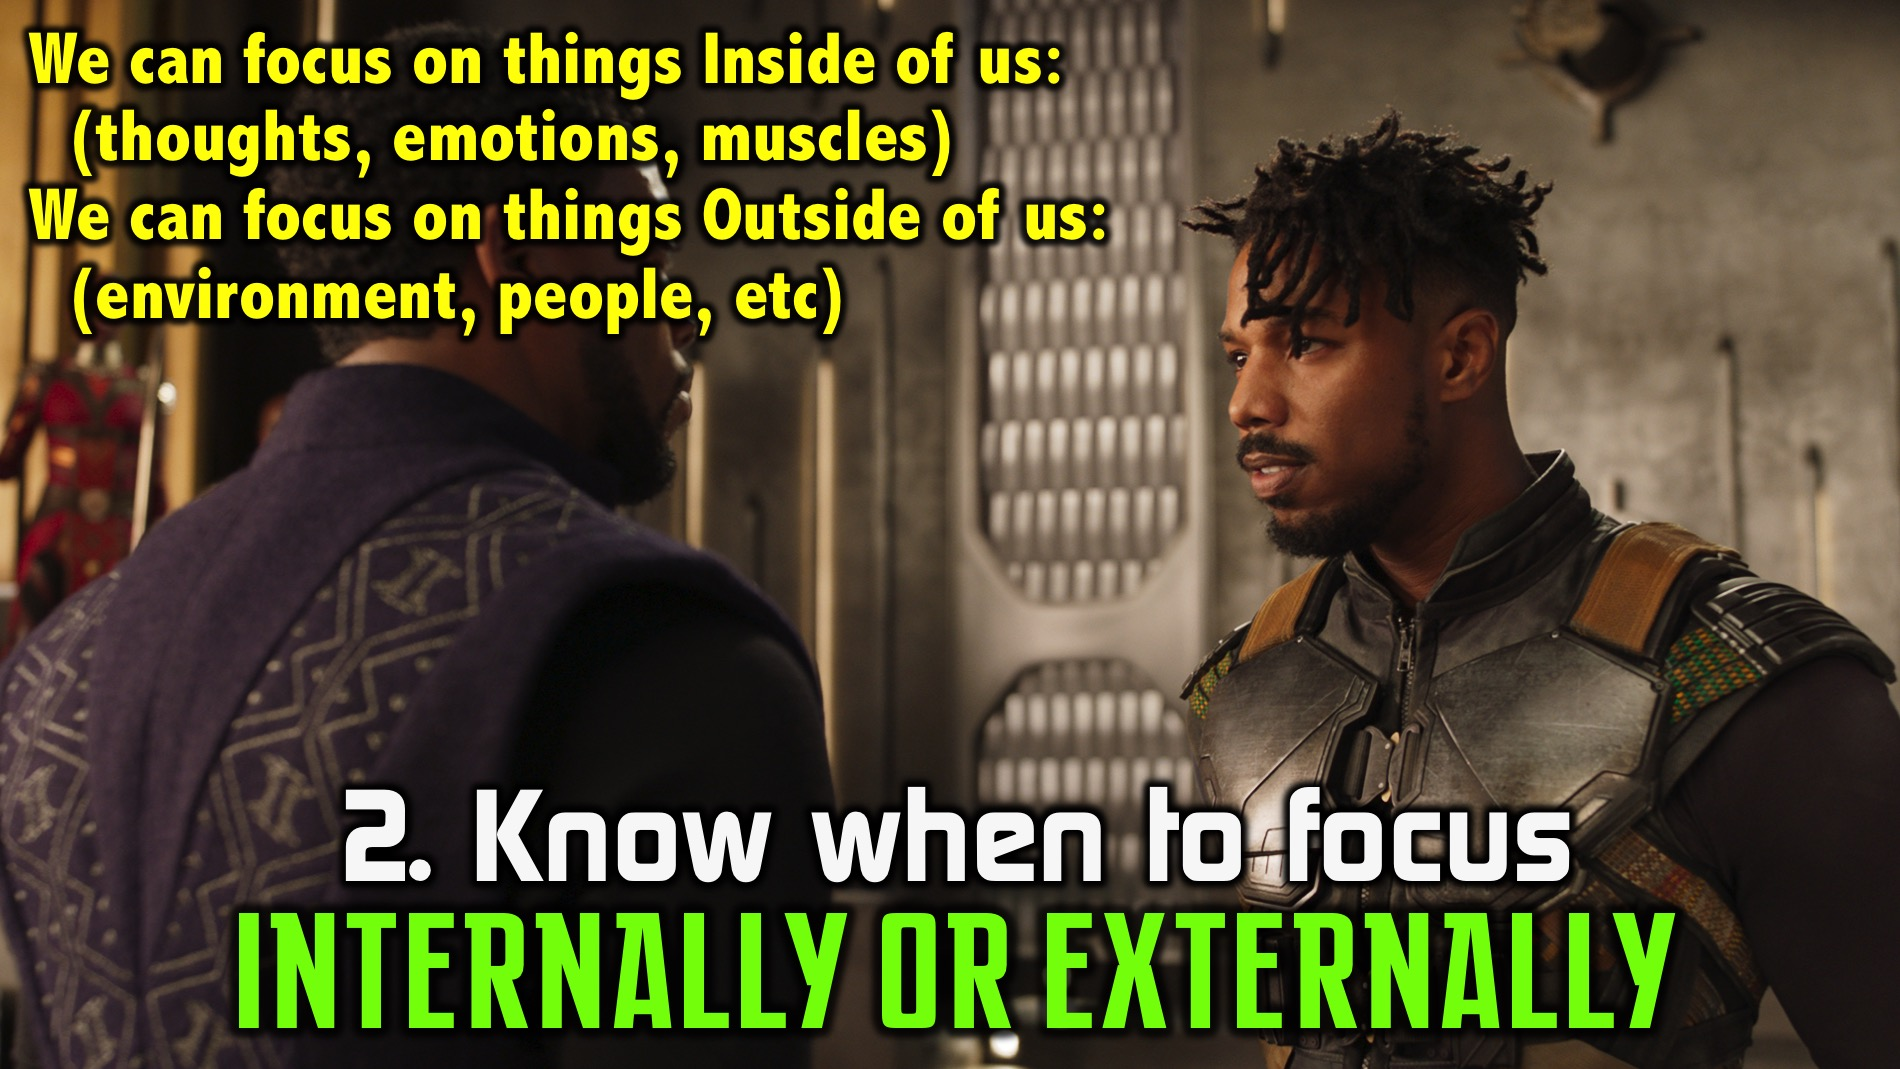 We can focus on things Inside of us:
(thoughts, emotions, muscles)
We can focus on things Outside of us:
(environment, people, etc)
2. Know when to focus
INTERNALLY OR EXTERNALLY